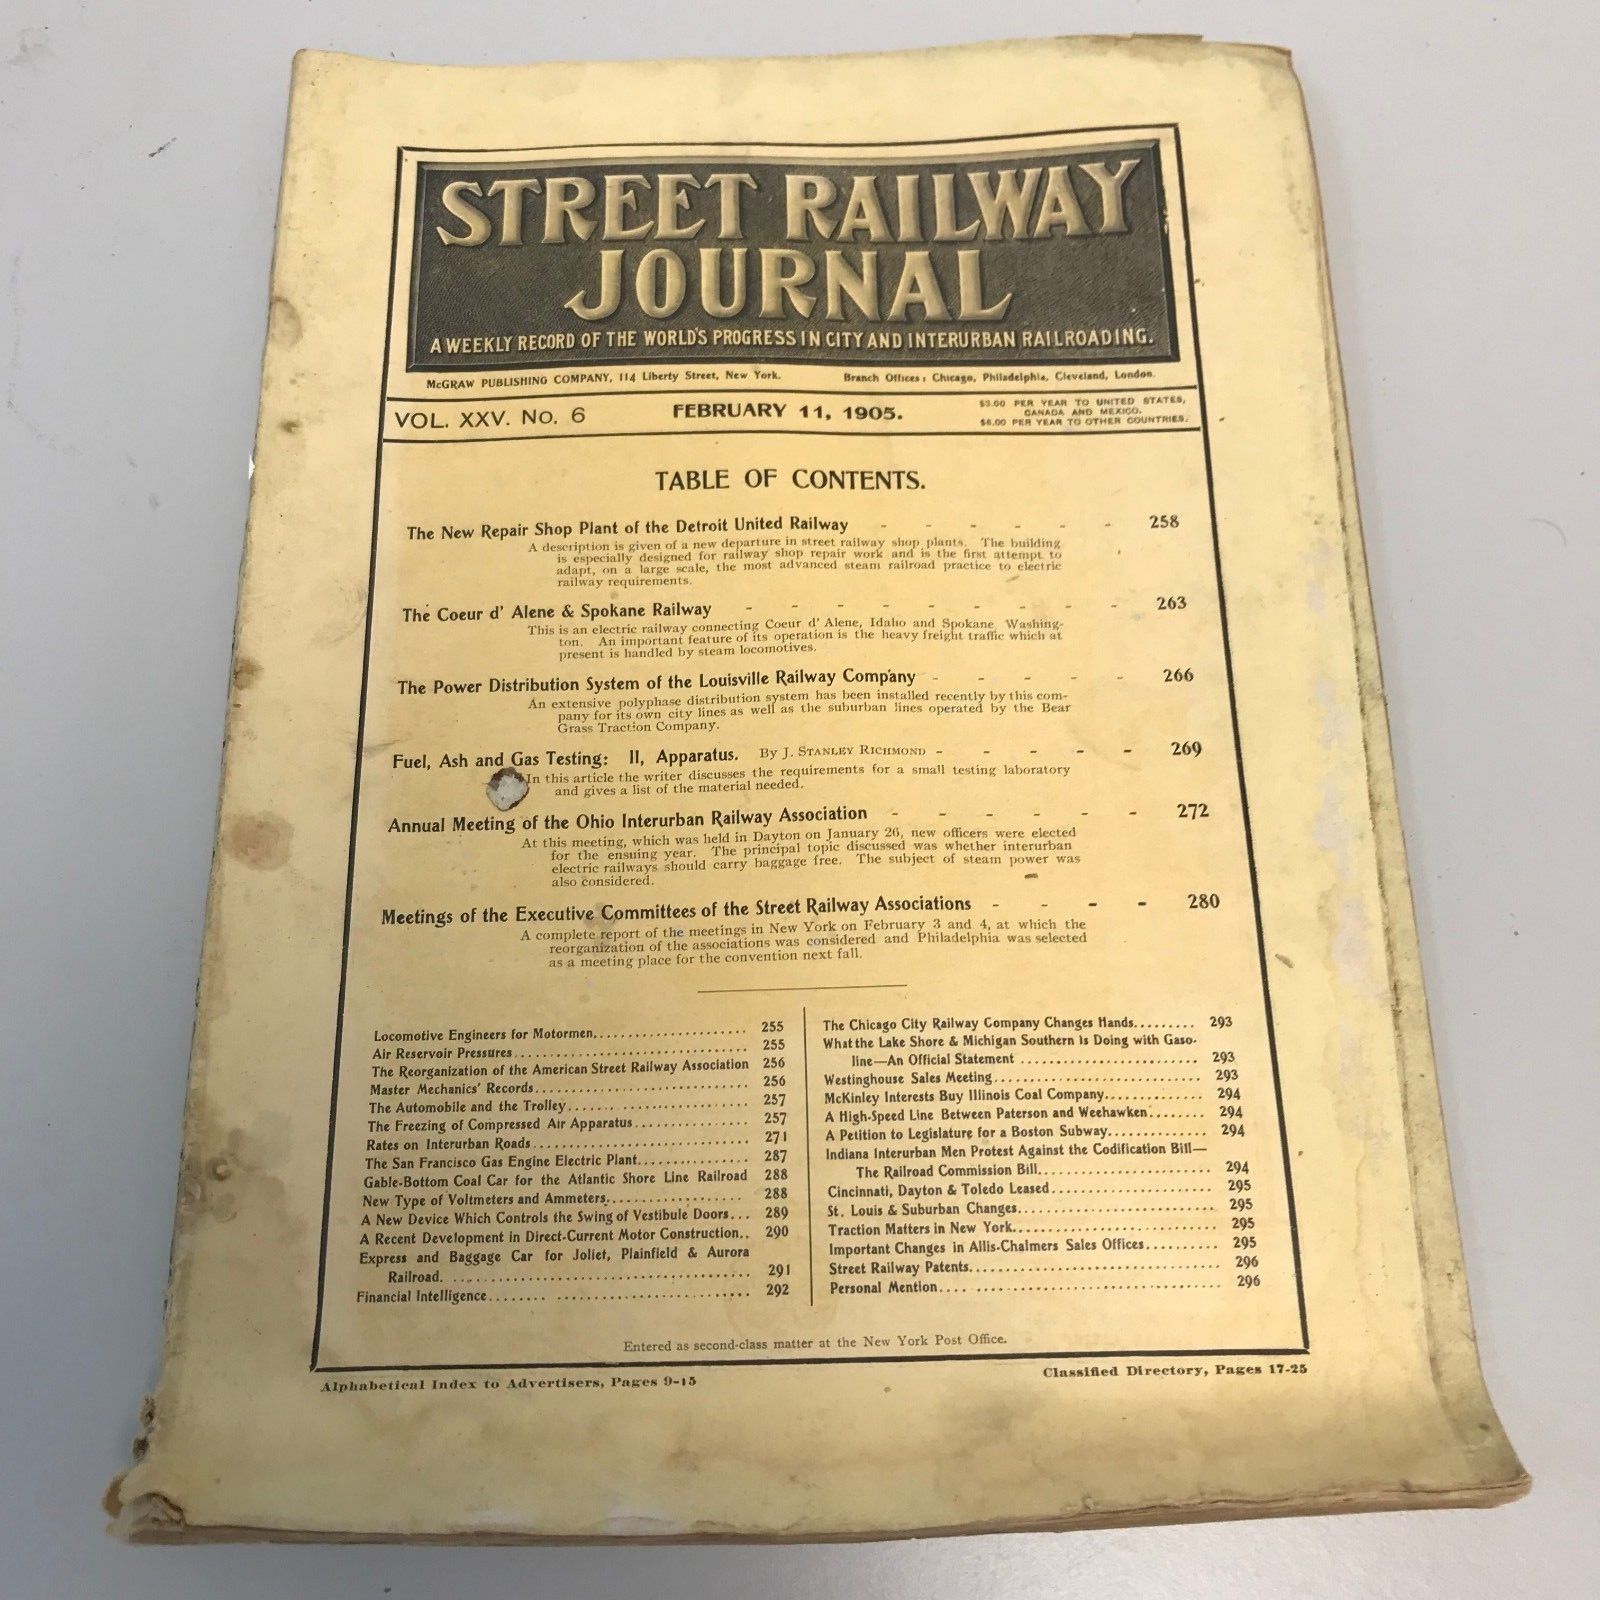 STREET RAILWAY
JOURNAL
A WEEKLY RECORD OF THE WORLD'S PROGRESS IN CITY AND INTERURBAN RAILROADING.
McGRAW PUBLISHING COMPANY, 114 Liberty Street, New York. Branch Offices: Chicago, Philadelphia, Cleveland, London.
VOL. XXV. No. 6
FEBRUARY 11, 1905.
$3.00 PER YEAR TO UNITED STATES,
CANADA AND MEXICO.
$6.00 PER YEAR TO OTHER COUNTRIES.
TABLE OF CONTENTS.
The New Repair Shop Plant of the Detroit United Railway - - - - - - 258
A description is given of a new departure in street railway shop plants. The building
is especially designed for railway shop repair work and is the first attempt to
adapt, on a large scale, the most advanced steam railroad practice to electric
railway requirements.
The Coeur d' Alene & Spokane Railway - - - - - - - - - 263
This is an electric railway connecting Coeur d' Alene, Idaho and Spokane, Washing-
ton. An important feature of its operation is the heavy freight traffic which at
present is handled by steam locomotives.
The Power Distribution System of the Louisville Railway Company - - - - - 266
An extensive polyphase distribution system has been installed recently by this com-
pany for its own city lines as well as the suburban lines operated by the Bear
Grass Traction Company.
Fuel, Ash and Gas Testing: II, Apparatus. By J. Stanley Richmond - - - - - 269
In this article the writer discusses the requirements for a small testing laboratory
and gives a list of the material needed.
Annual Meeting of the Ohio Interurban Railway Association - - - - - - 272
At this meeting, which was held in Dayton on January 26, new officers were elected
for the ensuing year. The principal topic discussed was whether interurban
electric railways should carry baggage free. The subject of steam power was
also considered.
Meetings of the Executive Committees of the Street Railway Associations - - - - 280
A complete report of the meetings in New York on February 3 and 4, at which the
reorganization of the associations was considered and Philadelphia was selected
as a meeting place for the convention next fall.
Locomotive Engineers for Motormen........................ 255
Air Reservoir Pressures.................................... 255
The Reorganization of the American Street Railway Association 256
Master Mechanics' Records................................. 256
The Automobile and the Trolley............................ 257
The Freezing of Compressed Air Apparatus................. 257
Rates on Interurban Roads................................. 271
The San Francisco Gas Engine Electric Plant................ 287
Gable-Bottom Coal Car for the Atlantic Shore Line Railroad 288
New Type of Voltmeters and Ammeters..................... 288
A New Device Which Controls the Swing of Vestibule Doors... 289
A Recent Development in Direct-Current Motor Construction.. 290
Express and Baggage Car for Joliet, Plainfield & Aurora
Railroad. .............................................. 291
Financial Intelligence........ .............................. 292
The Chicago City Railway Company Changes Hands......... 293
What the Lake Shore & Michigan Southern Is Doing with Gaso-
line—An Official Statement ........................... 293
Westinghouse Sales Meeting................................ 293
McKinley Interests Buy Illinois Coal Company.............. 294
A High-Speed Line Between Paterson and Weehawken........ 294
A Petition to Legislature for a Boston Subway.............. 294
Indiana Interurban Men Protest Against the Codification Bill—
The Railroad Commission Bill........................... 294
Cincinnati, Dayton & Toledo Leased........................ 295
St. Louis & Suburban Changes.............................. 295
Traction Matters in New York............................... 295
Important Changes in Allis-Chalmers Sales Offices.......... 295
Street Railway Patents...................................... 296
Personal Mention.... ...................................... 296
Entered as second-class matter at the New York Post Office.
Alphabetical Index to Advertisers, Pages 9-15
Classified Directory, Pages 17-25